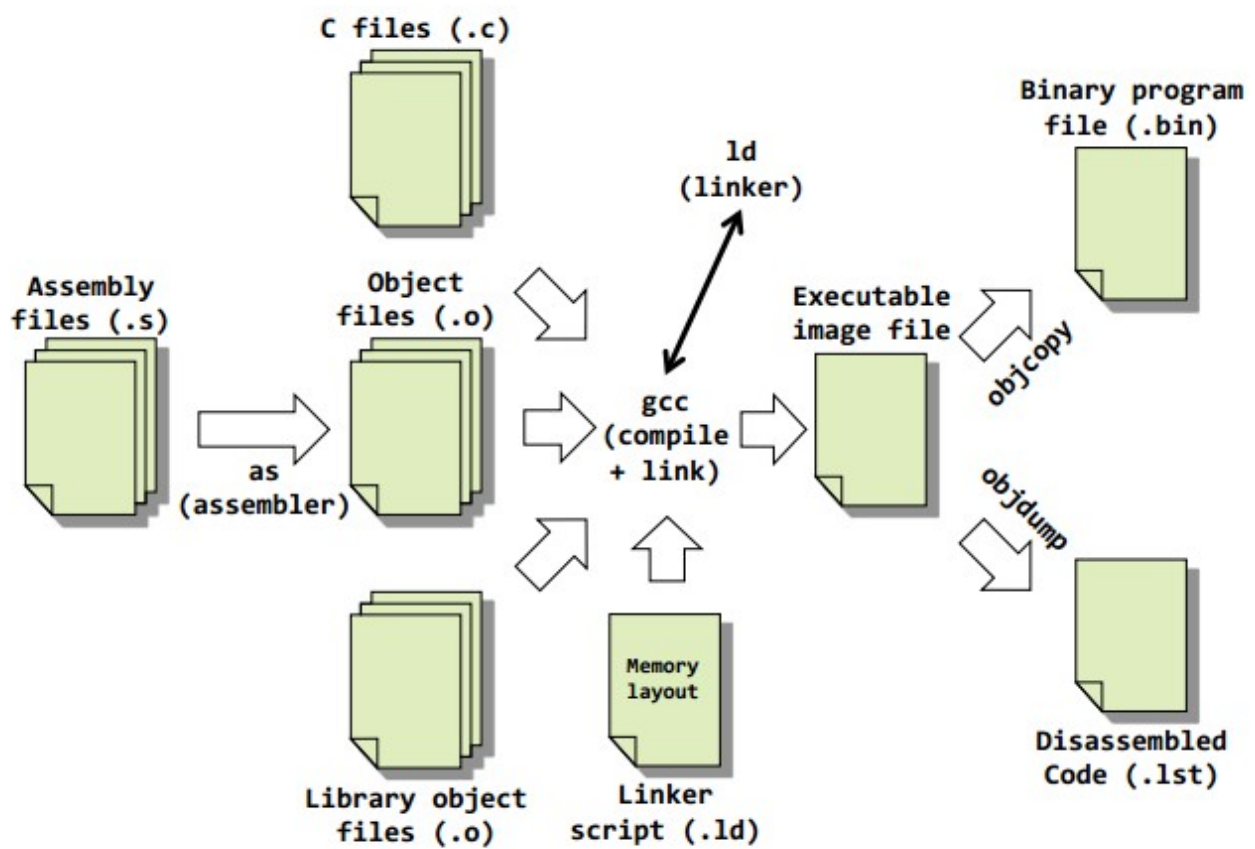 C files (.c)
Binary program
file (.bin)
ld
(linker)
Assembly
files (.s)
Object
files (.o)
Executable
image file
objcopy
gcc
(compile
+ link)
as
(assembler)
objdump
Memory
layout
Library object
files (.o)
Linker
script (.ld)
Disassembled
Code (.lst)